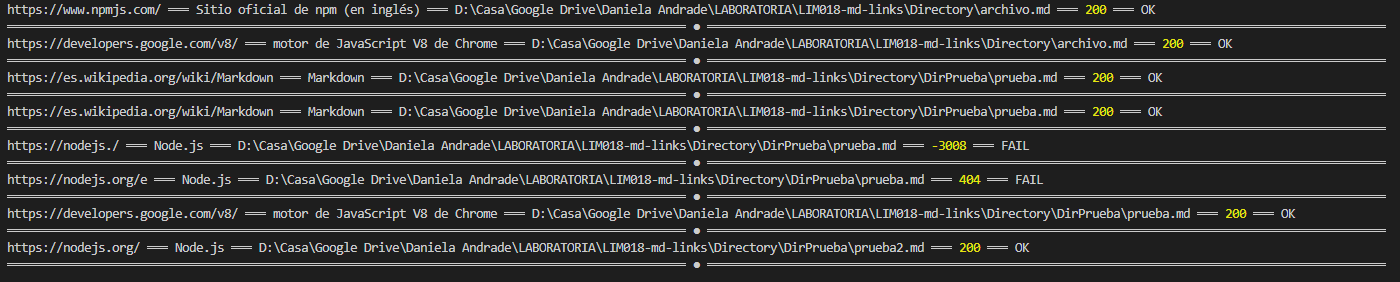 https://www.npmjs.com/ ═══ Sitio oficial de npm (en inglés) ═══ D:\Casa\Google Drive\Daniela Andrade\LABORATORIA\LIM018-md-links\Directory\archivo.md ═══ 200 ═══ OK
https://developers.google.com/v8/ ═══ motor de JavaScript V8 de Chrome ═══ D:\Casa\Google Drive\Daniela Andrade\LABORATORIA\LIM018-md-links\Directory\archivo.md ═══ 200 ═══ OK
https://es.wikipedia.org/wiki/Markdown ═══ Markdown ═══ D:\Casa\Google Drive\Daniela Andrade\LABORATORIA\LIM018-md-links\Directory\DirPrueba\prueba.md ═══ 200 ═══ OK
https://es.wikipedia.org/wiki/Markdown ═══ Markdown ═══ D:\Casa\Google Drive\Daniela Andrade\LABORATORIA\LIM018-md-links\Directory\DirPrueba\prueba.md ═══ 200 ═══ OK
https://nodejs./ ═══ Node.js ═══ D:\Casa\Google Drive\Daniela Andrade\LABORATORIA\LIM018-md-links\Directory\DirPrueba\prueba.md ═══ -3008 ═══ FAIL
https://nodejs.org/e ═══ Node.js ═══ D:\Casa\Google Drive\Daniela Andrade\LABORATORIA\LIM018-md-links\Directory\DirPrueba\prueba.md ═══ 404 ═══ FAIL
https://developers.google.com/v8/ ═══ motor de JavaScript V8 de Chrome ═══ D:\Casa\Google Drive\Daniela Andrade\LABORATORIA\LIM018-md-links\Directory\DirPrueba\prueba.md ═══ 200 ═══ OK
https://nodejs.org/ ═══ Node.js ═══ D:\Casa\Google Drive\Daniela Andrade\LABORATORIA\LIM018-md-links\Directory\DirPrueba\prueba2.md ═══ 200 ═══ OK